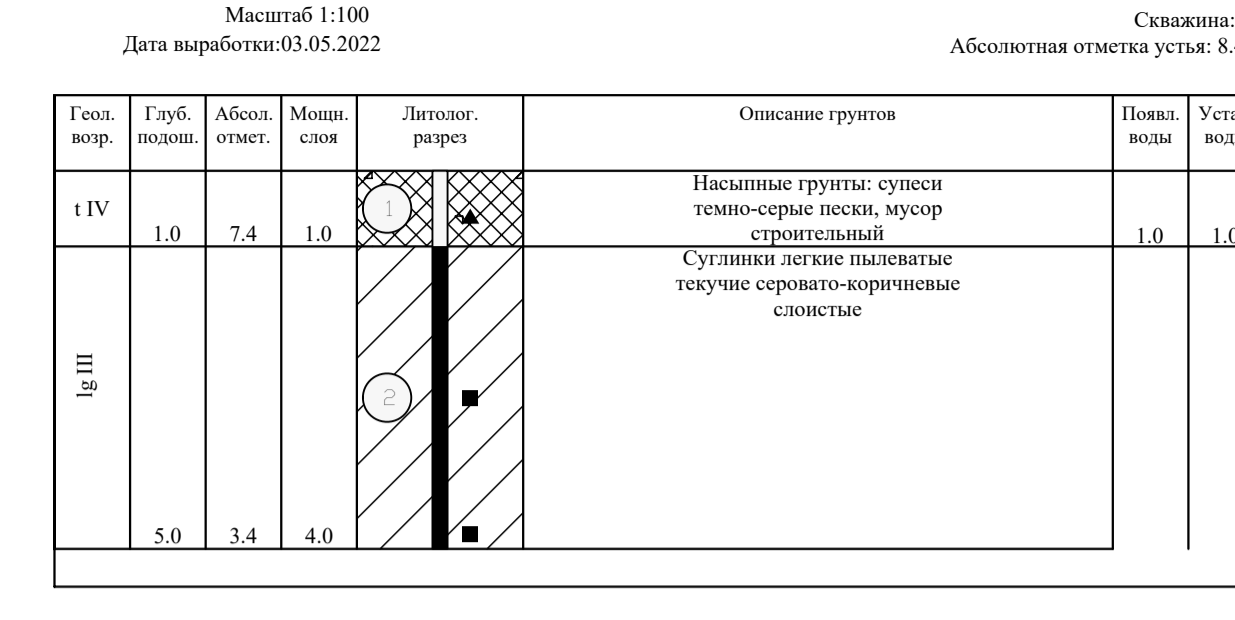 Масштаб 1:100
Скважина:
Дата выработки:03.05.2022
Абсолютная отметка устья: 8.
Геол. возр.
Глуб. подош.
Абсол. отмет.
Мощн. слоя
Литолог. разрез
Описание грунтов
Появл. воды
t IV
1.0
7.4
1.0
1
Насыпные грунты: супеси
темно-серые пески, мусор
строительный
1.0
1.0
lg III
5.0
3.4
4.0
2
Суглинки легкие пылеватые
текучие серовато-коричневые
слоистые